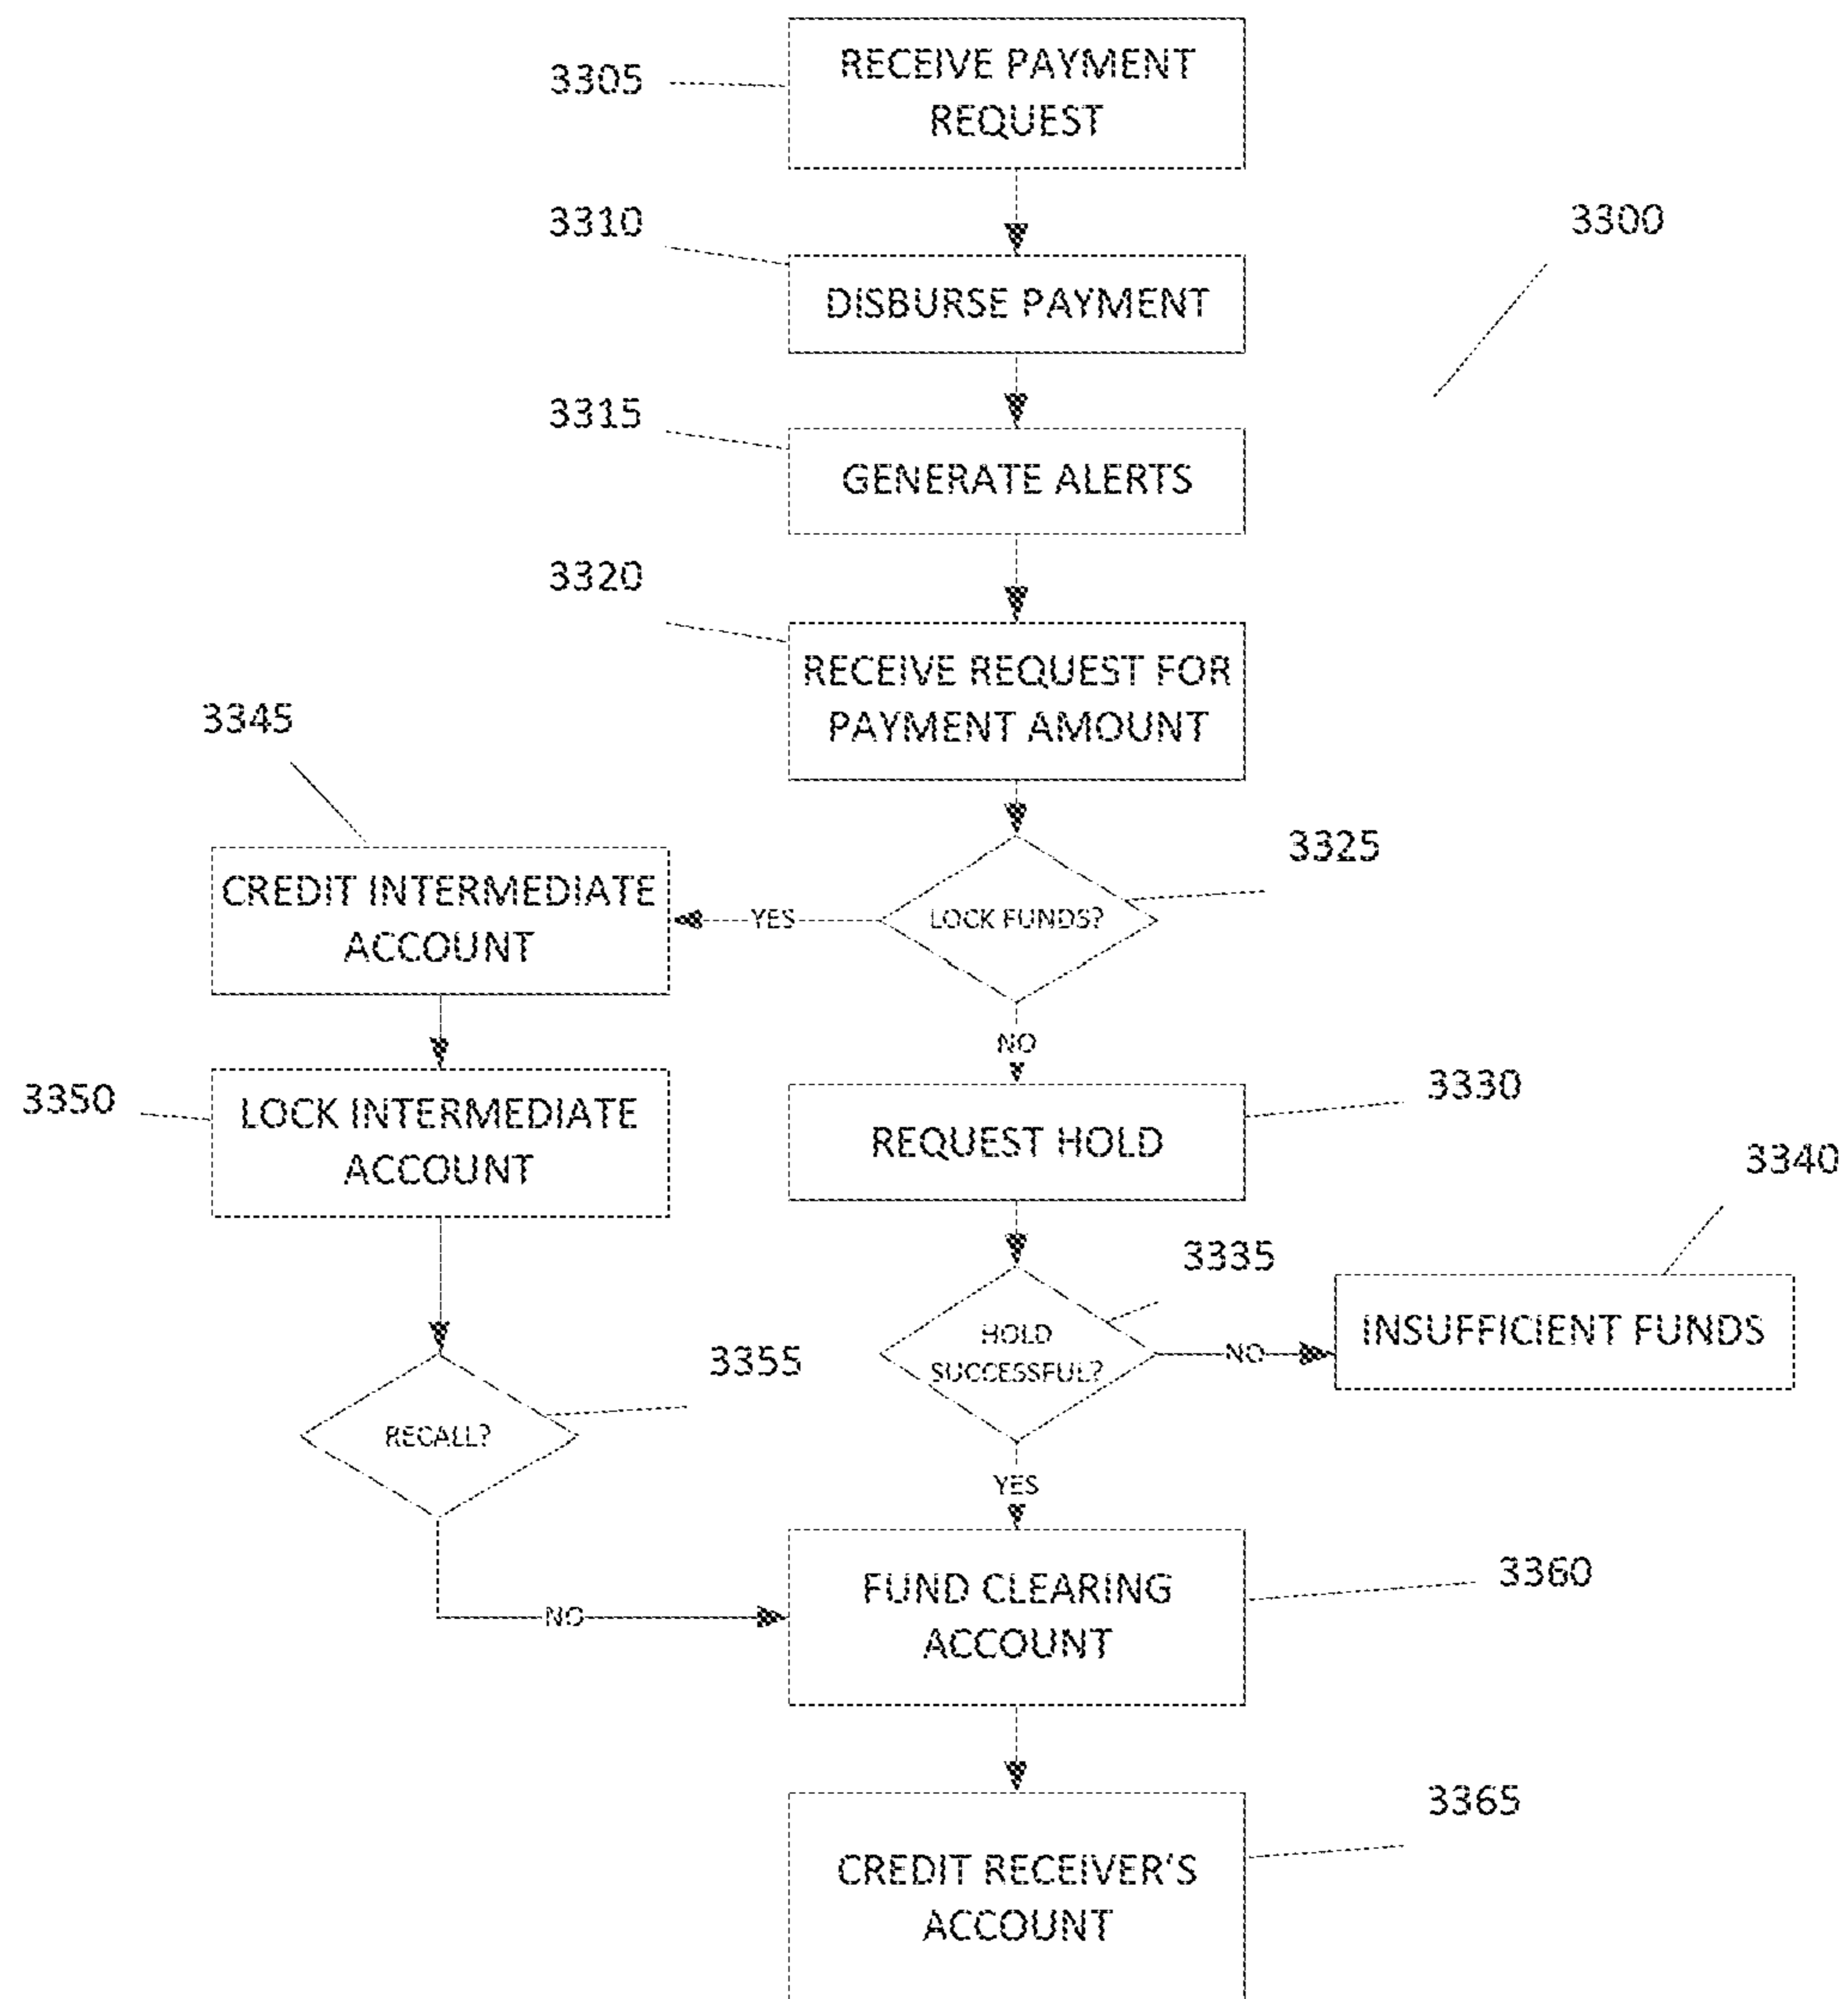 3305
RECEIVE PAYMENT
REQUEST
3310
3300
DISBURSE PAYMENT
3315
GENERATE ALERTS
3320
RECEIVE REQUEST FOR
PAYMENT AMOUNT
3345
3325
CREDIT INTERMEDIATE
ACCOUNT
YES
LOCK FUNDS?
NO
3350
LOCK INTERMEDIATE
ACCOUNT
3330
REQUEST HOLD
3340
3335
HOLD
SUCCESSFUL?
NO
INSUFFICIENT FUNDS
3355
RECALL?
YES
NO
FUND CLEARING
ACCOUNT
3360
3365
CREDIT RECEIVER'S
ACCOUNT